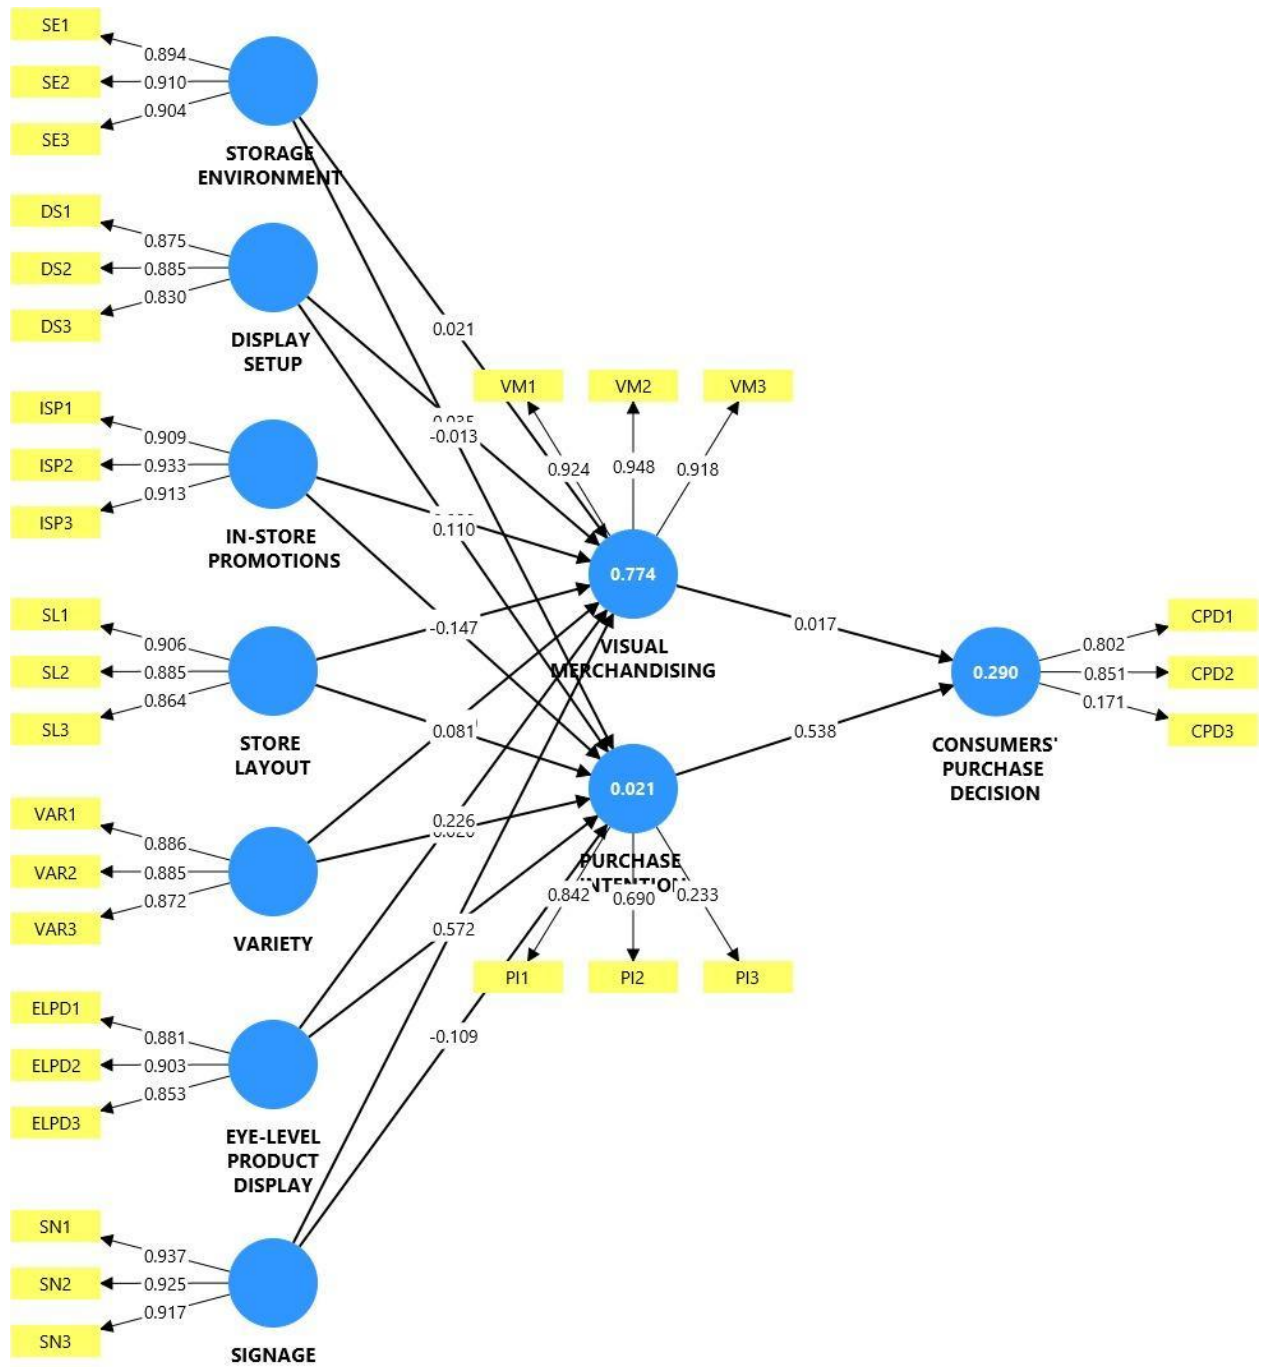 SE1
0.894
SE2
0.910
0.904
SE3
STORAGE
ENVIRONMENT
DS1
0.875
DS2
0.885
0.830
DS3
DISPLAY
SETUP
ISP1
0.909
ISP2
0.933
0.913
ISP3
IN-STORE
PROMOTIONS
SL1
0.906
SL2
0.885
0.864
SL3
STORE
LAYOUT
VAR1
0.886
VAR2
0.885
0.872
VAR3
VARIETY
ELPD1
0.881
ELPD2
0.903
0.853
ELPD3
EYE-LEVEL
PRODUCT
DISPLAY
SN1
0.937
SN2
0.925
0.917
SN3
SIGNAGE
0.021
-0.013
0.110
-0.147
0.081
0.226
0.572
-0.109
VM1
VM2
VM3
0.924
0.948
0.918
0.774
VISUAL
MERCHANDISING
0.021
PURCHASE
INTENTION
0.842
0.690
0.233
PI1
PI2
PI3
0.017
0.538
0.290
CONSUMERS'
PURCHASE
DECISION
0.802
0.851
0.171
CPD1
CPD2
CPD3